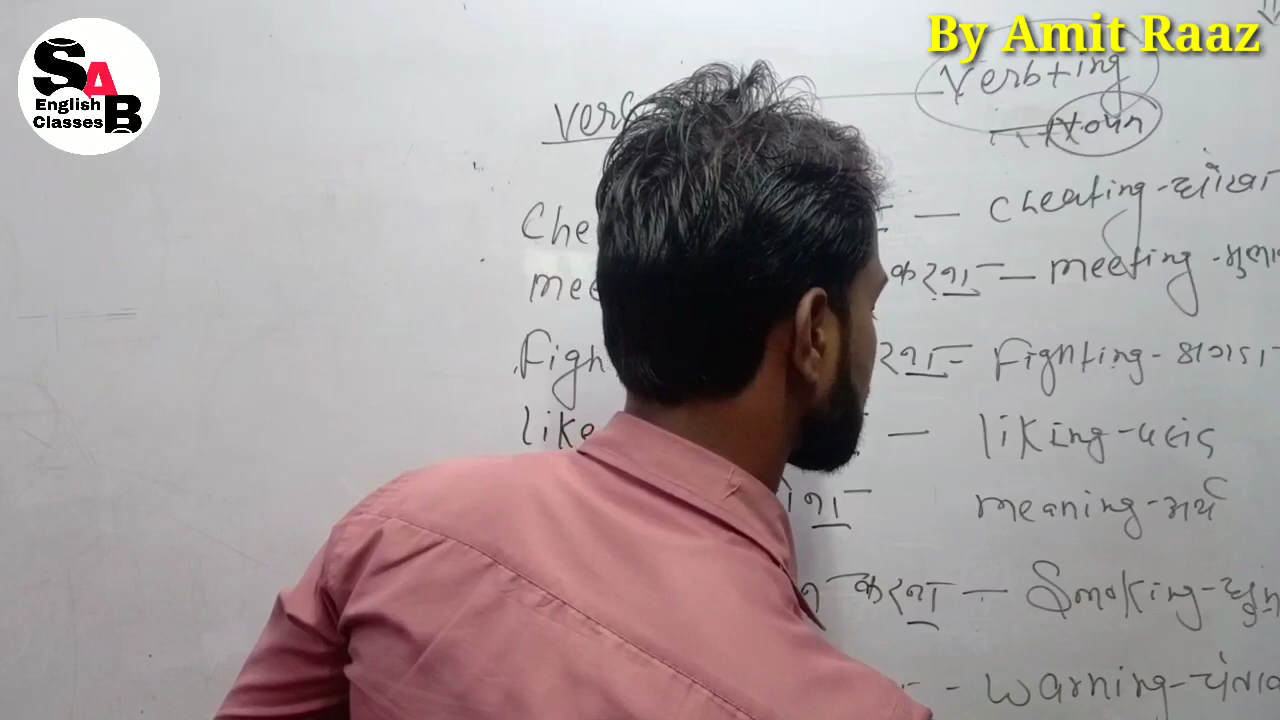 By Amit Raaz
SAB
English
Classes
Verb+ing
Noun
Che — cheating - धोखा
mee करना — meeting -
Figh रना - Fighting - झगड़ा
like — liking - पसंद
meaning - अर्थ
करना — Smoking -
- Warning -